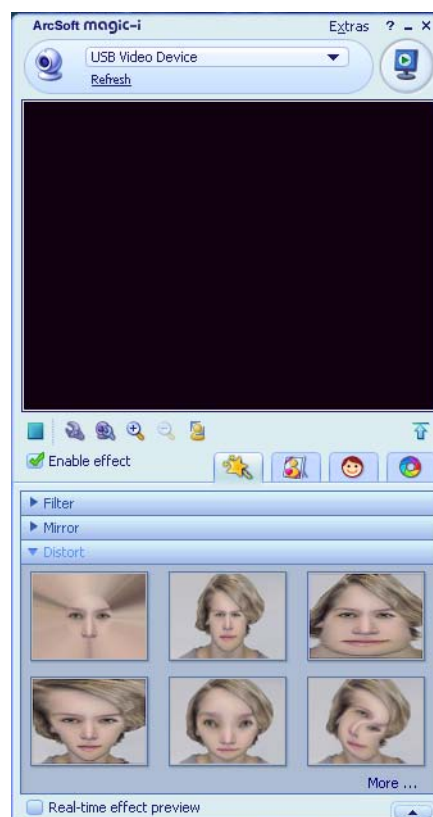 ArcSoft magic-i Extras ? - ×
USB Video Device
Refresh
Enable effect
Filter
Mirror
Distort
More ...
Real-time effect preview